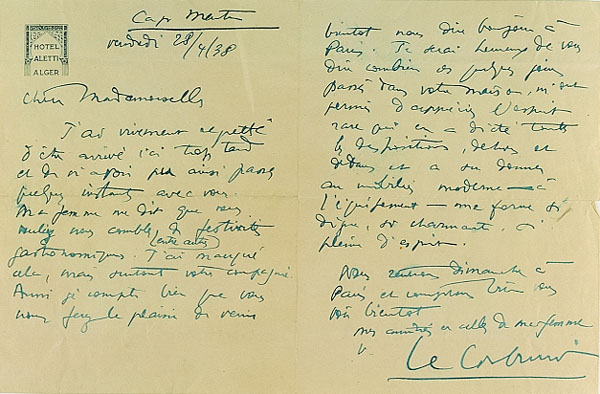 HOTEL
ALETTI
ALGER
Cap Martin
vendredi 28/4/38
chère Mademoiselle
J'ai vivement regretté
d'être arrivé ici trop tard
et de n'avoir pu ainsi passer
quelques instants avec vous.
Ma femme me dit que vous
voulez nous combler de festivités
(entre autres)
gastronomiques. J'ai manqué
cela, mais surtout votre compagnie.
Aussi je compte bien que vous
nous ferez le plaisir de venir
bientôt nous dire bonjour à
Paris. Je serai heureux de vous
dire combien ces quelques jours
passés dans votre maison, m'ont
permis d'apprécier l'esprit
rare qui en a dicté toutes
les dispositions, dehors et
dedans et a su donner
au mobilier moderne — à
l'équipement — une forme si
digne, si charmante, si
pleine d'esprit.
Nous rentrons dimanche à
Paris et comptons bien vous
voir bientôt
mes amitiés et celles de ma femme
Le Corbusier